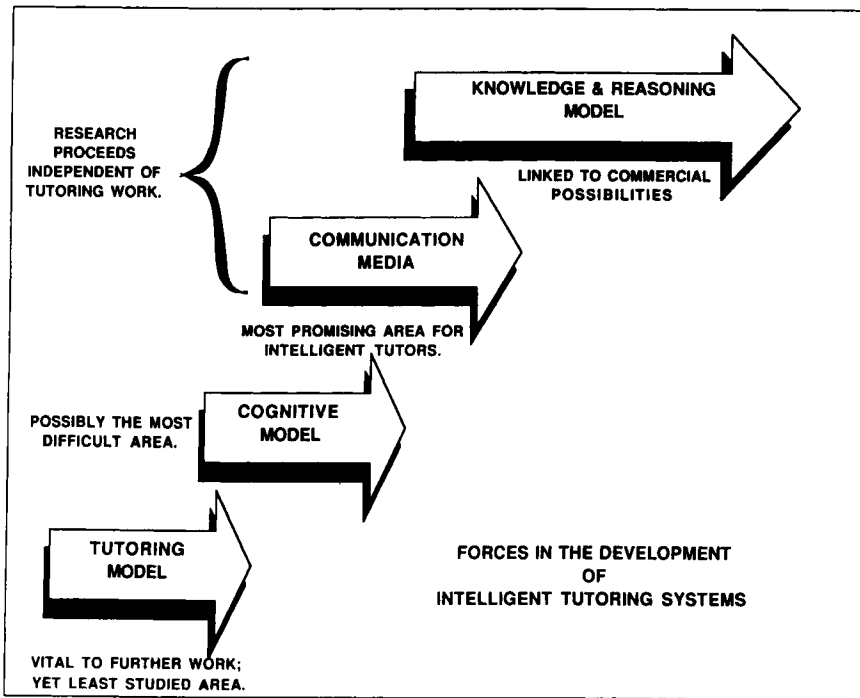 KNOWLEDGE & REASONING
MODEL
RESEARCH
PROCEEDS
INDEPENDENT OF
TUTORING WORK.
LINKED TO COMMERCIAL
POSSIBILITIES
COMMUNICATION
MEDIA
MOST PROMISING AREA FOR
INTELLIGENT TUTORS.
COGNITIVE
MODEL
POSSIBLY THE MOST
DIFFICULT AREA.
TUTORING
MODEL
FORCES IN THE DEVELOPMENT
OF
INTELLIGENT TUTORING SYSTEMS
VITAL TO FURTHER WORK;
YET LEAST STUDIED AREA.